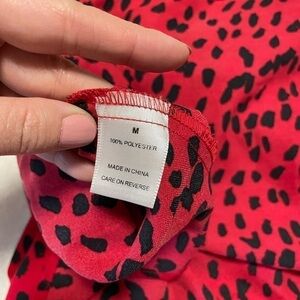 M
100% POLYESTER
MADE IN CHINA
CARE ON REVERSE